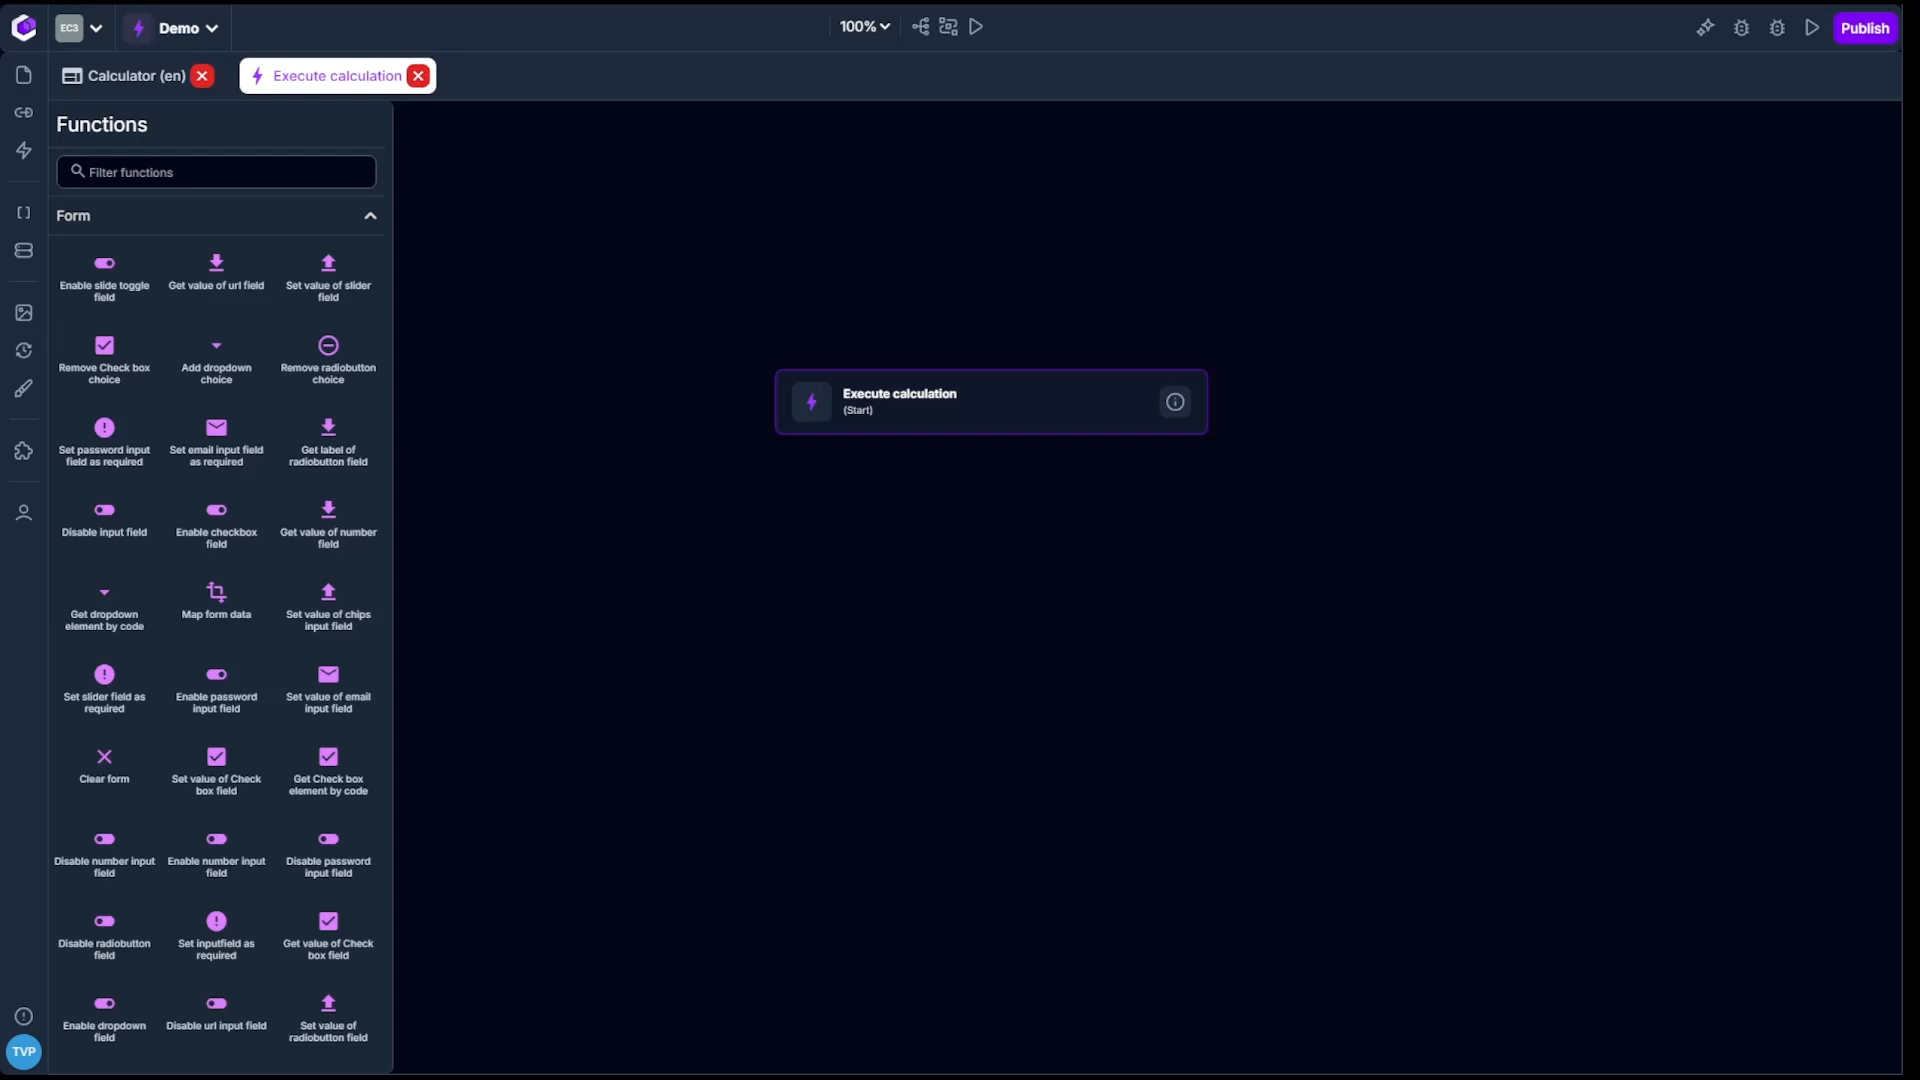 EC3
Demo
100%
Publish
Calculator (en)
Execute calculation
Functions
Filter functions
Form
Enable slide toggle
field
Get value of url field
Set value of slider
field
Remove Check box
choice
Add dropdown
choice
Remove radiobutton
choice
Set password input
field as required
Set email input field
as required
Get label of
radiobutton field
Disable input field
Enable checkbox
field
Get value of number
field
Get dropdown
element by code
Map form data
Set value of chips
input field
Set slider field as
required
Enable password
input field
Set value of email
input field
Clear form
Set value of Check
box field
Get Check box
element by code
Disable number input
field
Enable number input
field
Disable password
input field
Disable radiobutton
field
Set inputfield as
required
Get value of Check
box field
Enable dropdown
field
Disable url input field
Set value of
radiobutton field
Execute calculation
(Start)
TVP